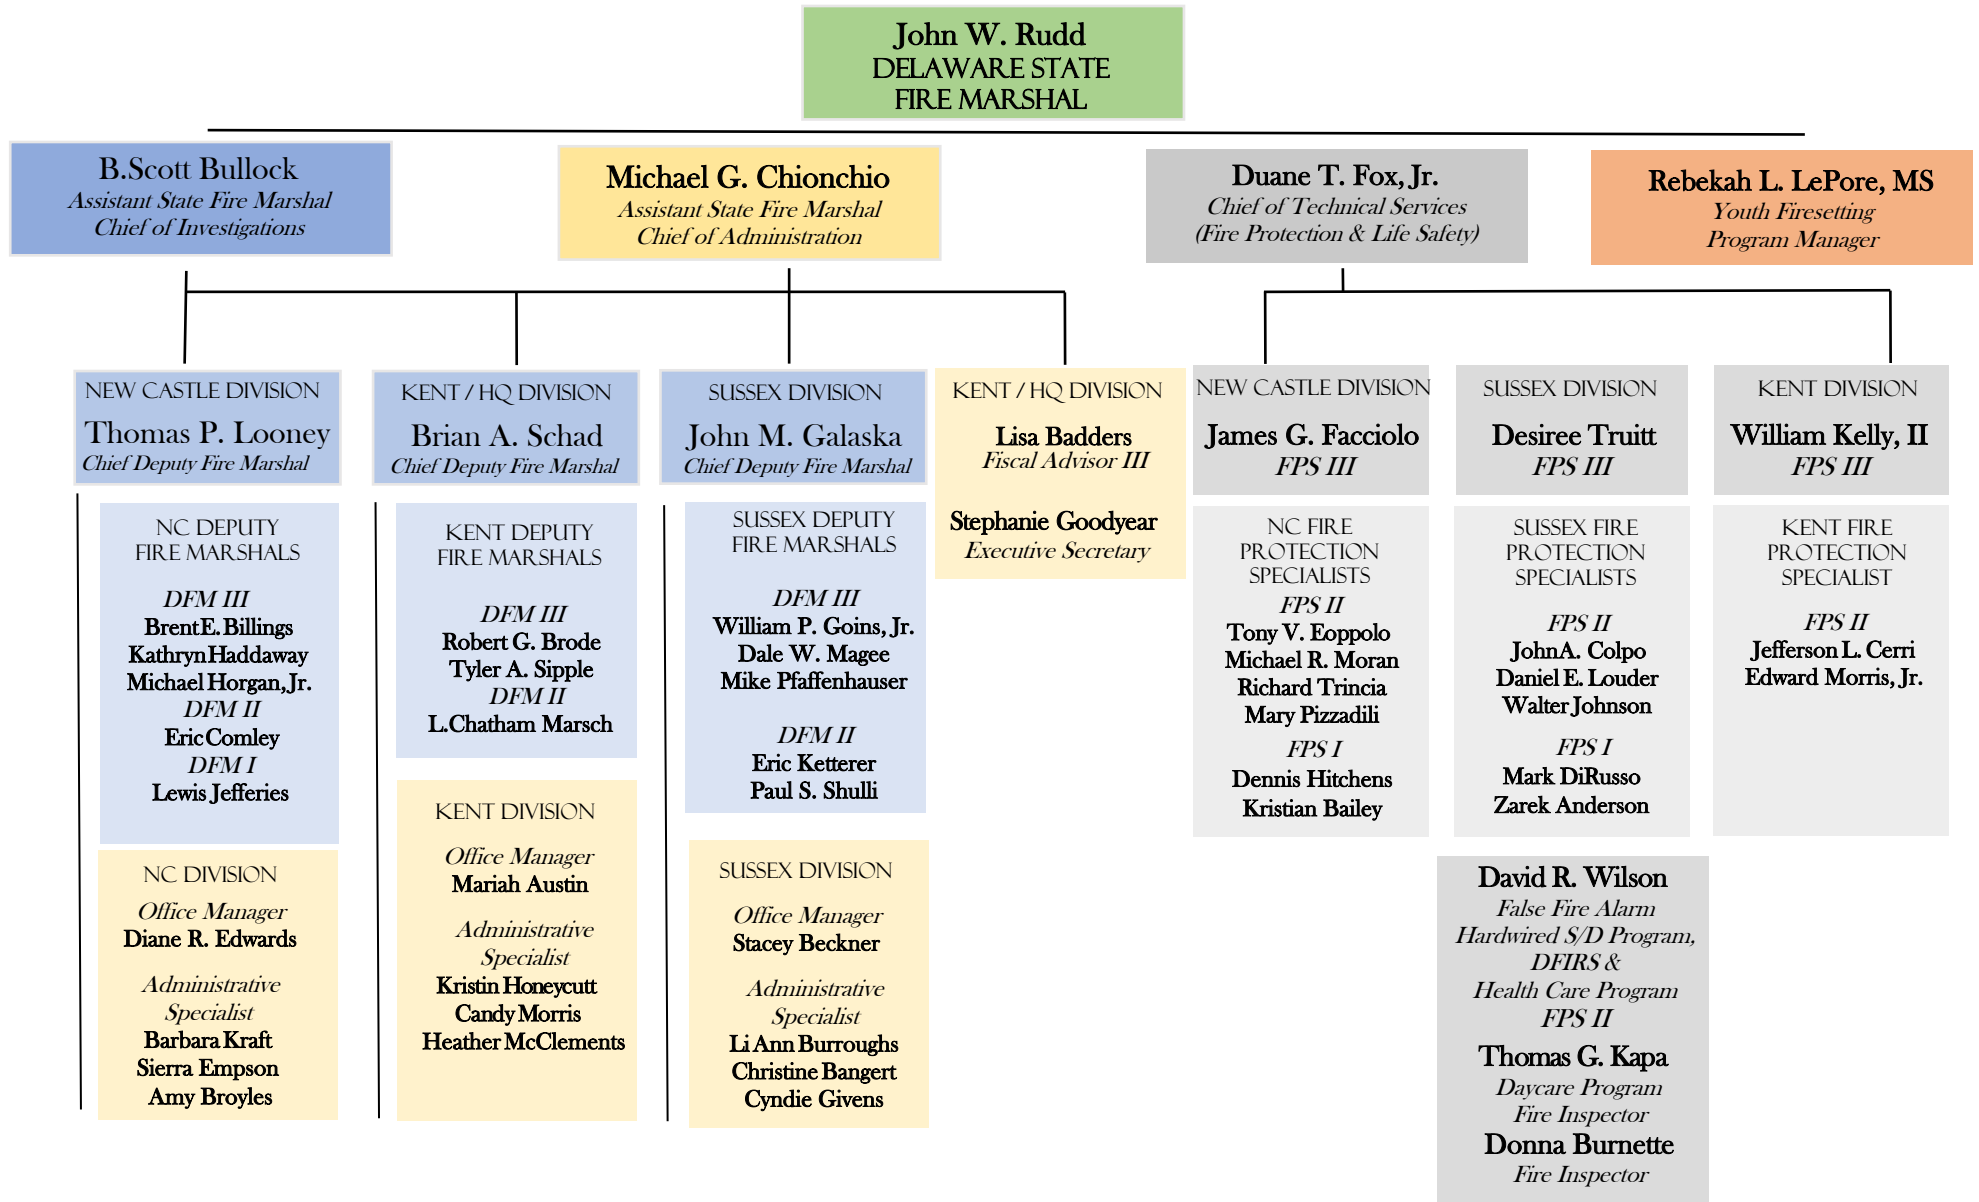 John W. Rudd
DELAWARE STATE
FIRE MARSHAL
B.Scott Bullock
Assistant State Fire Marshal
Chief of Investigations
Michael G. Chionchio
Assistant State Fire Marshal
Chief of Administration
Duane T. Fox, Jr.
Chief of Technical Services
(Fire Protection & Life Safety)
Rebekah L. LePore, MS
Youth Firesetting
Program Manager
NEW CASTLE DIVISION
Thomas P. Looney
Chief Deputy Fire Marshal
NC DEPUTY
FIRE MARSHALS
DFM III
Brent E. Billings
Kathryn Haddaway
Michael Horgan, Jr.
DFM II
Eric Comley
DFM I
Lewis Jefferies
NC DIVISION
Office Manager
Diane R. Edwards
Administrative
Specialist
Barbara Kraft
Sierra Empson
Amy Broyles
KENT / HQ DIVISION
Brian A. Schad
Chief Deputy Fire Marshal
KENT DEPUTY
FIRE MARSHALS
DFM III
Robert G. Brode
Tyler A. Sipple
DFM II
L.Chatham Marsch
KENT DIVISION
Office Manager
Mariah Austin
Administrative
Specialist
Kristin Honeycutt
Candy Morris
Heather McClements
SUSSEX DIVISION
John M. Galaska
Chief Deputy Fire Marshal
SUSSEX DEPUTY
FIRE MARSHALS
DFM III
William P. Goins, Jr.
Dale W. Magee
Mike Pfaffenhauser
DFM II
Eric Ketterer
Paul S. Shulli
SUSSEX DIVISION
Office Manager
Stacey Beckner
Administrative
Specialist
Li Ann Burroughs
Christine Bangert
Cyndie Givens
KENT / HQ DIVISION
Lisa Badders
Fiscal Advisor III
Stephanie Goodyear
Executive Secretary
NEW CASTLE DIVISION
James G. Facciolo
FPS III
NC FIRE
PROTECTION
SPECIALISTS
FPS II
Tony V. Eoppolo
Michael R. Moran
Richard Trincia
Mary Pizzadili
FPS I
Dennis Hitchens
Kristian Bailey
SUSSEX DIVISION
Desiree Truitt
FPS III
SUSSEX FIRE
PROTECTION
SPECIALISTS
FPS II
John A. Colpo
Daniel E. Louder
Walter Johnson
FPS I
Mark DiRusso
Zarek Anderson
KENT DIVISION
William Kelly, II
FPS III
KENT FIRE
PROTECTION
SPECIALIST
FPS II
Jefferson L. Cerri
Edward Morris, Jr.
David R. Wilson
False Fire Alarm
Hardwired S/D Program,
DFIRS &
Health Care Program
FPS II
Thomas G. Kapa
Daycare Program
Fire Inspector
Donna Burnette
Fire Inspector